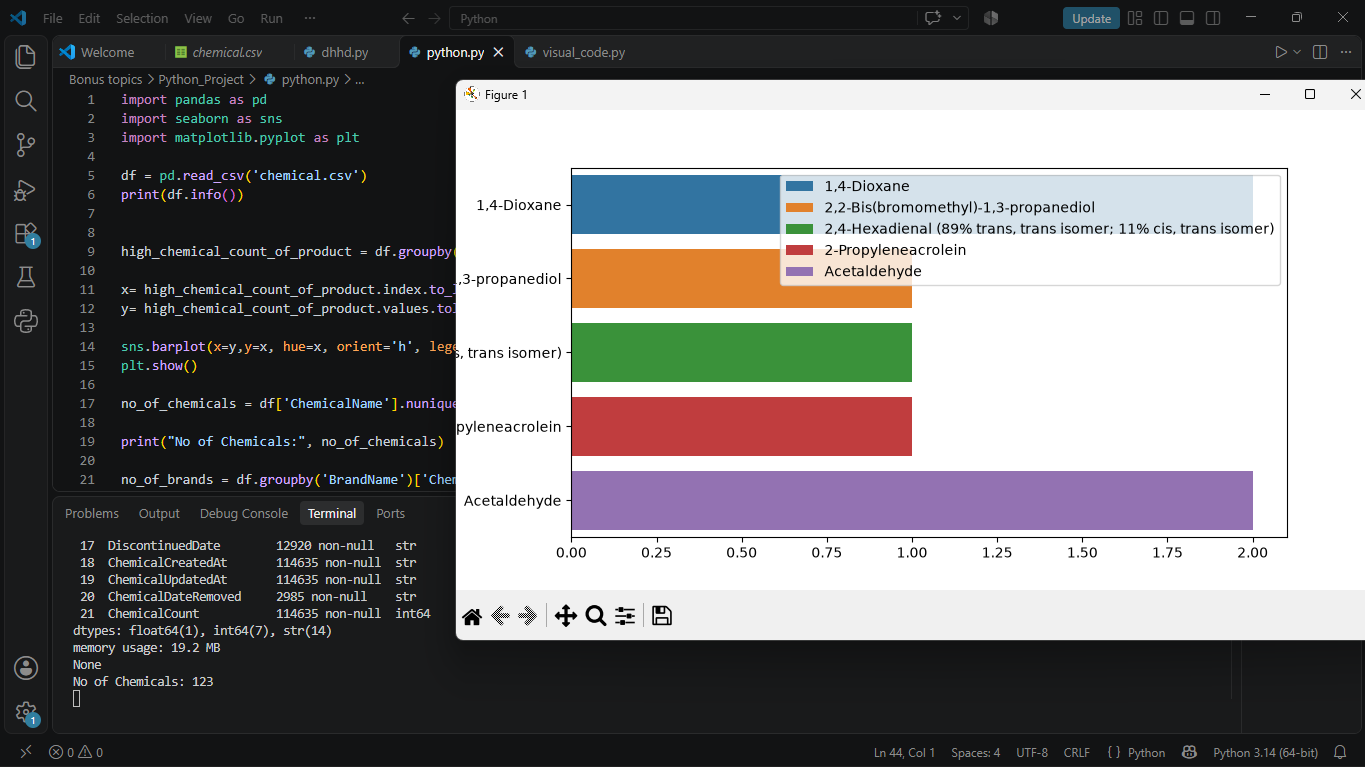 File Edit Selection View Go Run ··· Python Update
Welcome chemical.csv dhhd.py python.py visual_code.py
Bonus topics > Python_Project > python.py > ...
1 import pandas as pd
2 import seaborn as sns
3 import matplotlib.pyplot as plt
4
5 df = pd.read_csv('chemical.csv')
6 print(df.info())
7
8
9 high_chemical_count_of_product = df.groupby(
10
11 x= high_chemical_count_of_product.index.to_
12 y= high_chemical_count_of_product.values.tol
13
14 sns.barplot(x=y,y=x, hue=x, orient='h', lege
15 plt.show()
16
17 no_of_chemicals = df['ChemicalName'].nunique
18
19 print("No of Chemicals:", no_of_chemicals)
20
21 no_of_brands = df.groupby('BrandName')['Chem
Figure 1
1,4-Dioxane
,3-propanediol
s, trans isomer)
pyleneacrolein
Acetaldehyde
1,4-Dioxane
2,2-Bis(bromomethyl)-1,3-propanediol
2,4-Hexadienal (89% trans, trans isomer; 11% cis, trans isomer)
2-Propyleneacrolein
Acetaldehyde
0.00 0.25 0.50 0.75 1.00 1.25 1.50 1.75 2.00
Problems Output Debug Console Terminal Ports
17 DiscontinuedDate 12920 non-null str
18 ChemicalCreatedAt 114635 non-null str
19 ChemicalUpdatedAt 114635 non-null str
20 ChemicalDateRemoved 2985 non-null str
21 ChemicalCount 114635 non-null int64
dtypes: float64(1), int64(7), str(14)
memory usage: 19.2 MB
None
No of Chemicals: 123
1
1
0 0 Ln 44, Col 1 Spaces: 4 UTF-8 CRLF {} Python Python 3.14 (64-bit)